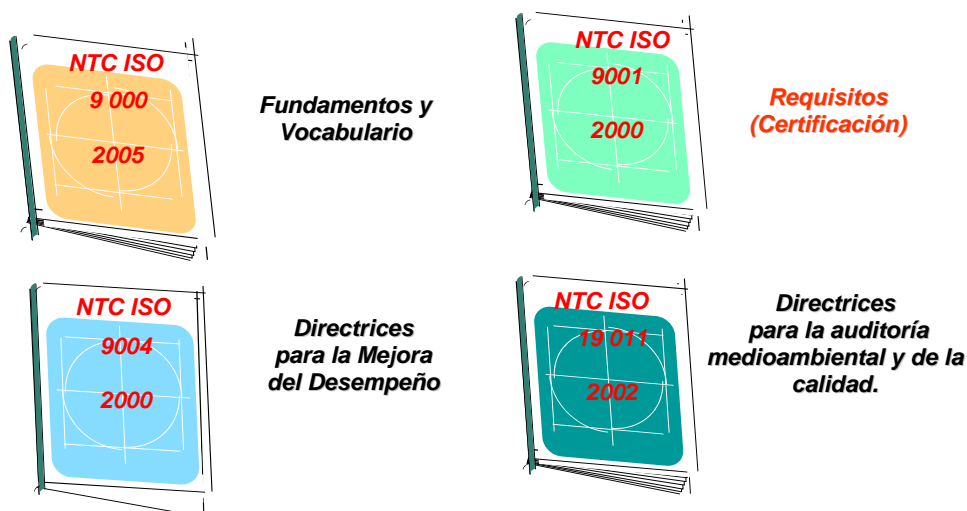 NTC ISO
9 000
2005
Fundamentos y
Vocabulario
NTC ISO
9001
2000
Requisitos
(Certificación)
NTC ISO
9004
2000
Directrices
para la Mejora
del Desempeño
NTC ISO
19 011
2002
Directrices
para la auditoría
medioambiental y de la
calidad.